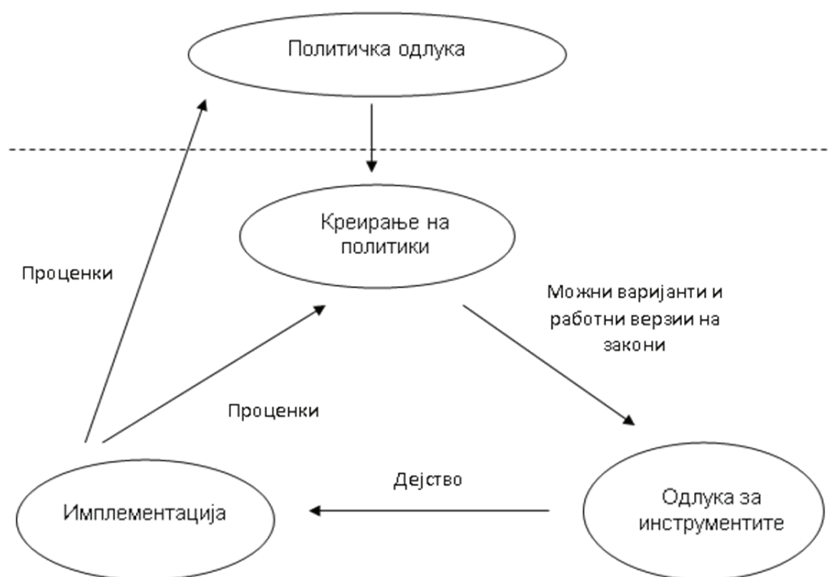 Политичка одлука
Креирање на
политики
Проценки
Можни варијанти и
работни верзии на
закони
Проценки
Дејство
Имплементација
Одлука за
инструментите